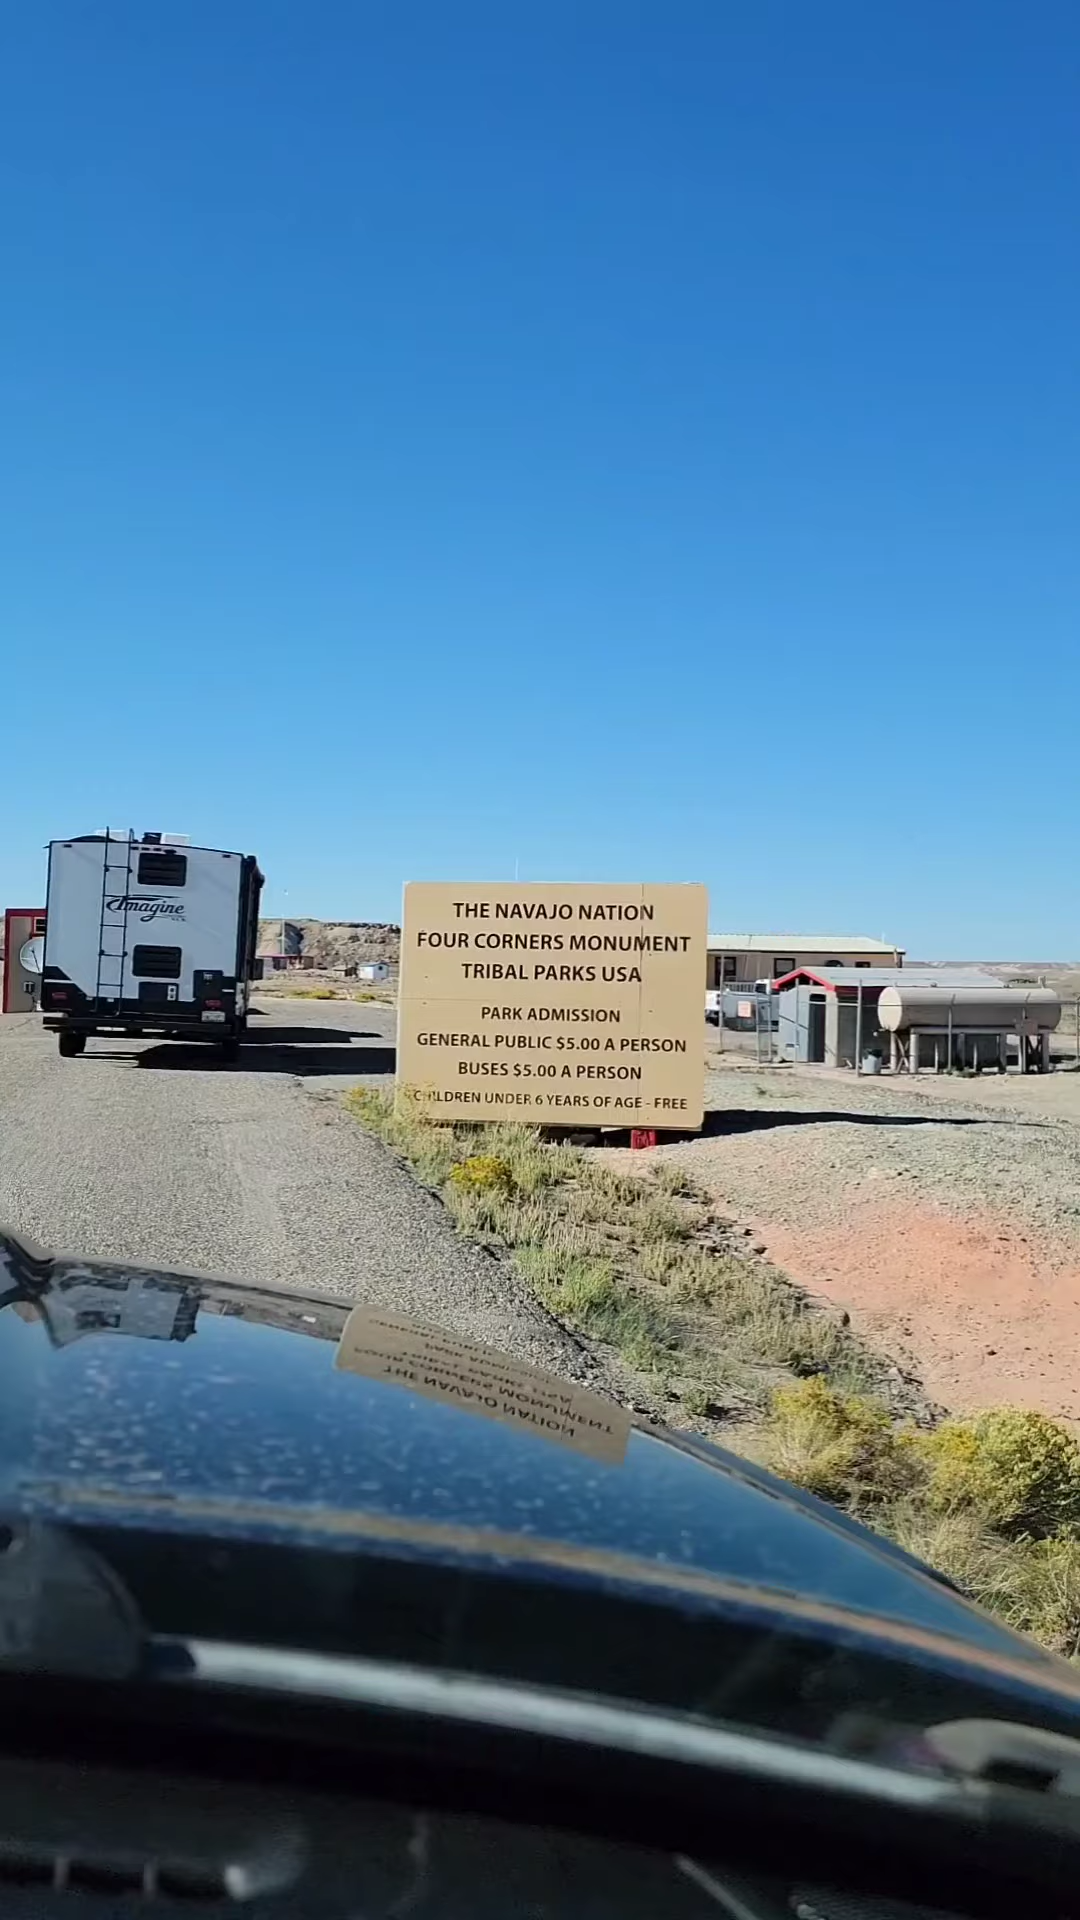 Imagine
THE NAVAJO NATION
FOUR CORNERS MONUMENT
TRIBAL PARKS USA
PARK ADMISSION
GENERAL PUBLIC $5.00 A PERSON
BUSES $5.00 A PERSON
CHILDREN UNDER 6 YEARS OF AGE - FREE